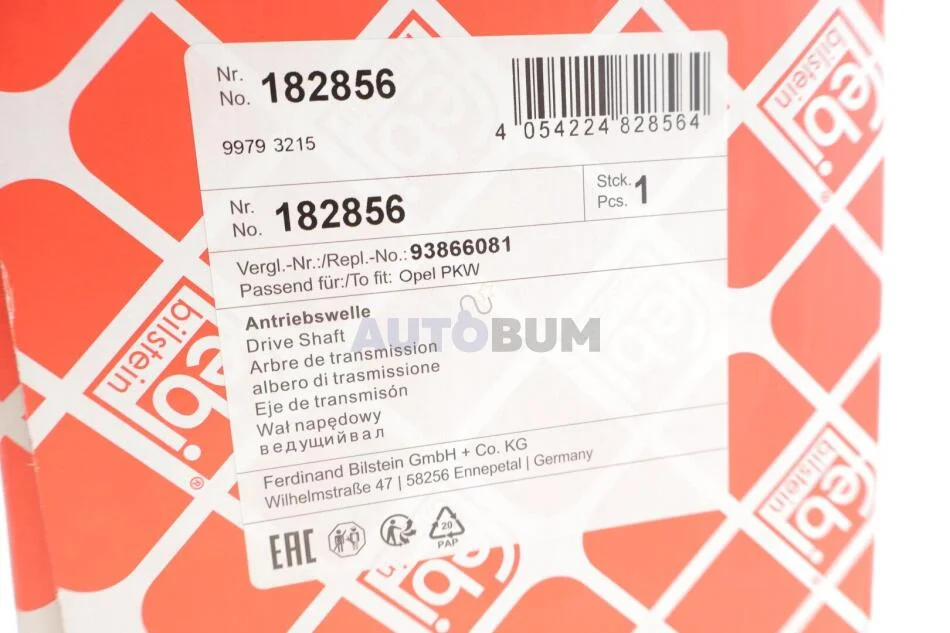 Nr.
No. 182856
4 054224 828564
9979 3215
Nr.
No. 182856
Stck.
Pcs. 1
Vergl.-Nr.:/Repl.-No.: 93866081
Passend für:/To fit: Opel PKW
Antriebswelle
Drive Shaft
Arbre de transmission
albero di trasmissione
Eje de transmisón
Wał napędowy
ведущийвал
Ferdinand Bilstein GmbH + Co. KG
Wilhelmstraße 47 | 58256 Ennepetal | Germany
EAC
20
PAP
AUTOBUM
febi
bilstein
febi
bilstein
®
febi
bilstein